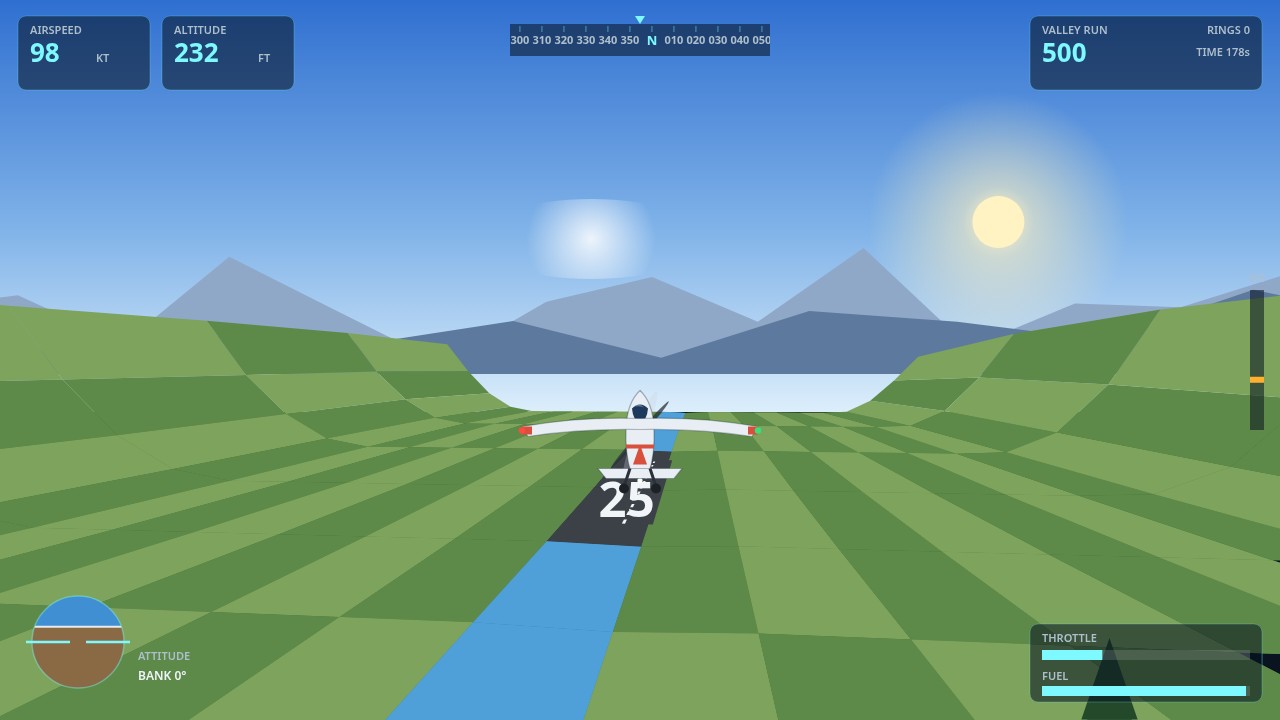 AIRSPEED
98 KT
ALTITUDE
232 FT
300 310 320 330 340 350 N 010 020 030 040 050
VALLEY RUN RINGS 0
500 TIME 178s
25
ATTITUDE
BANK 0°
THROTTLE
FUEL